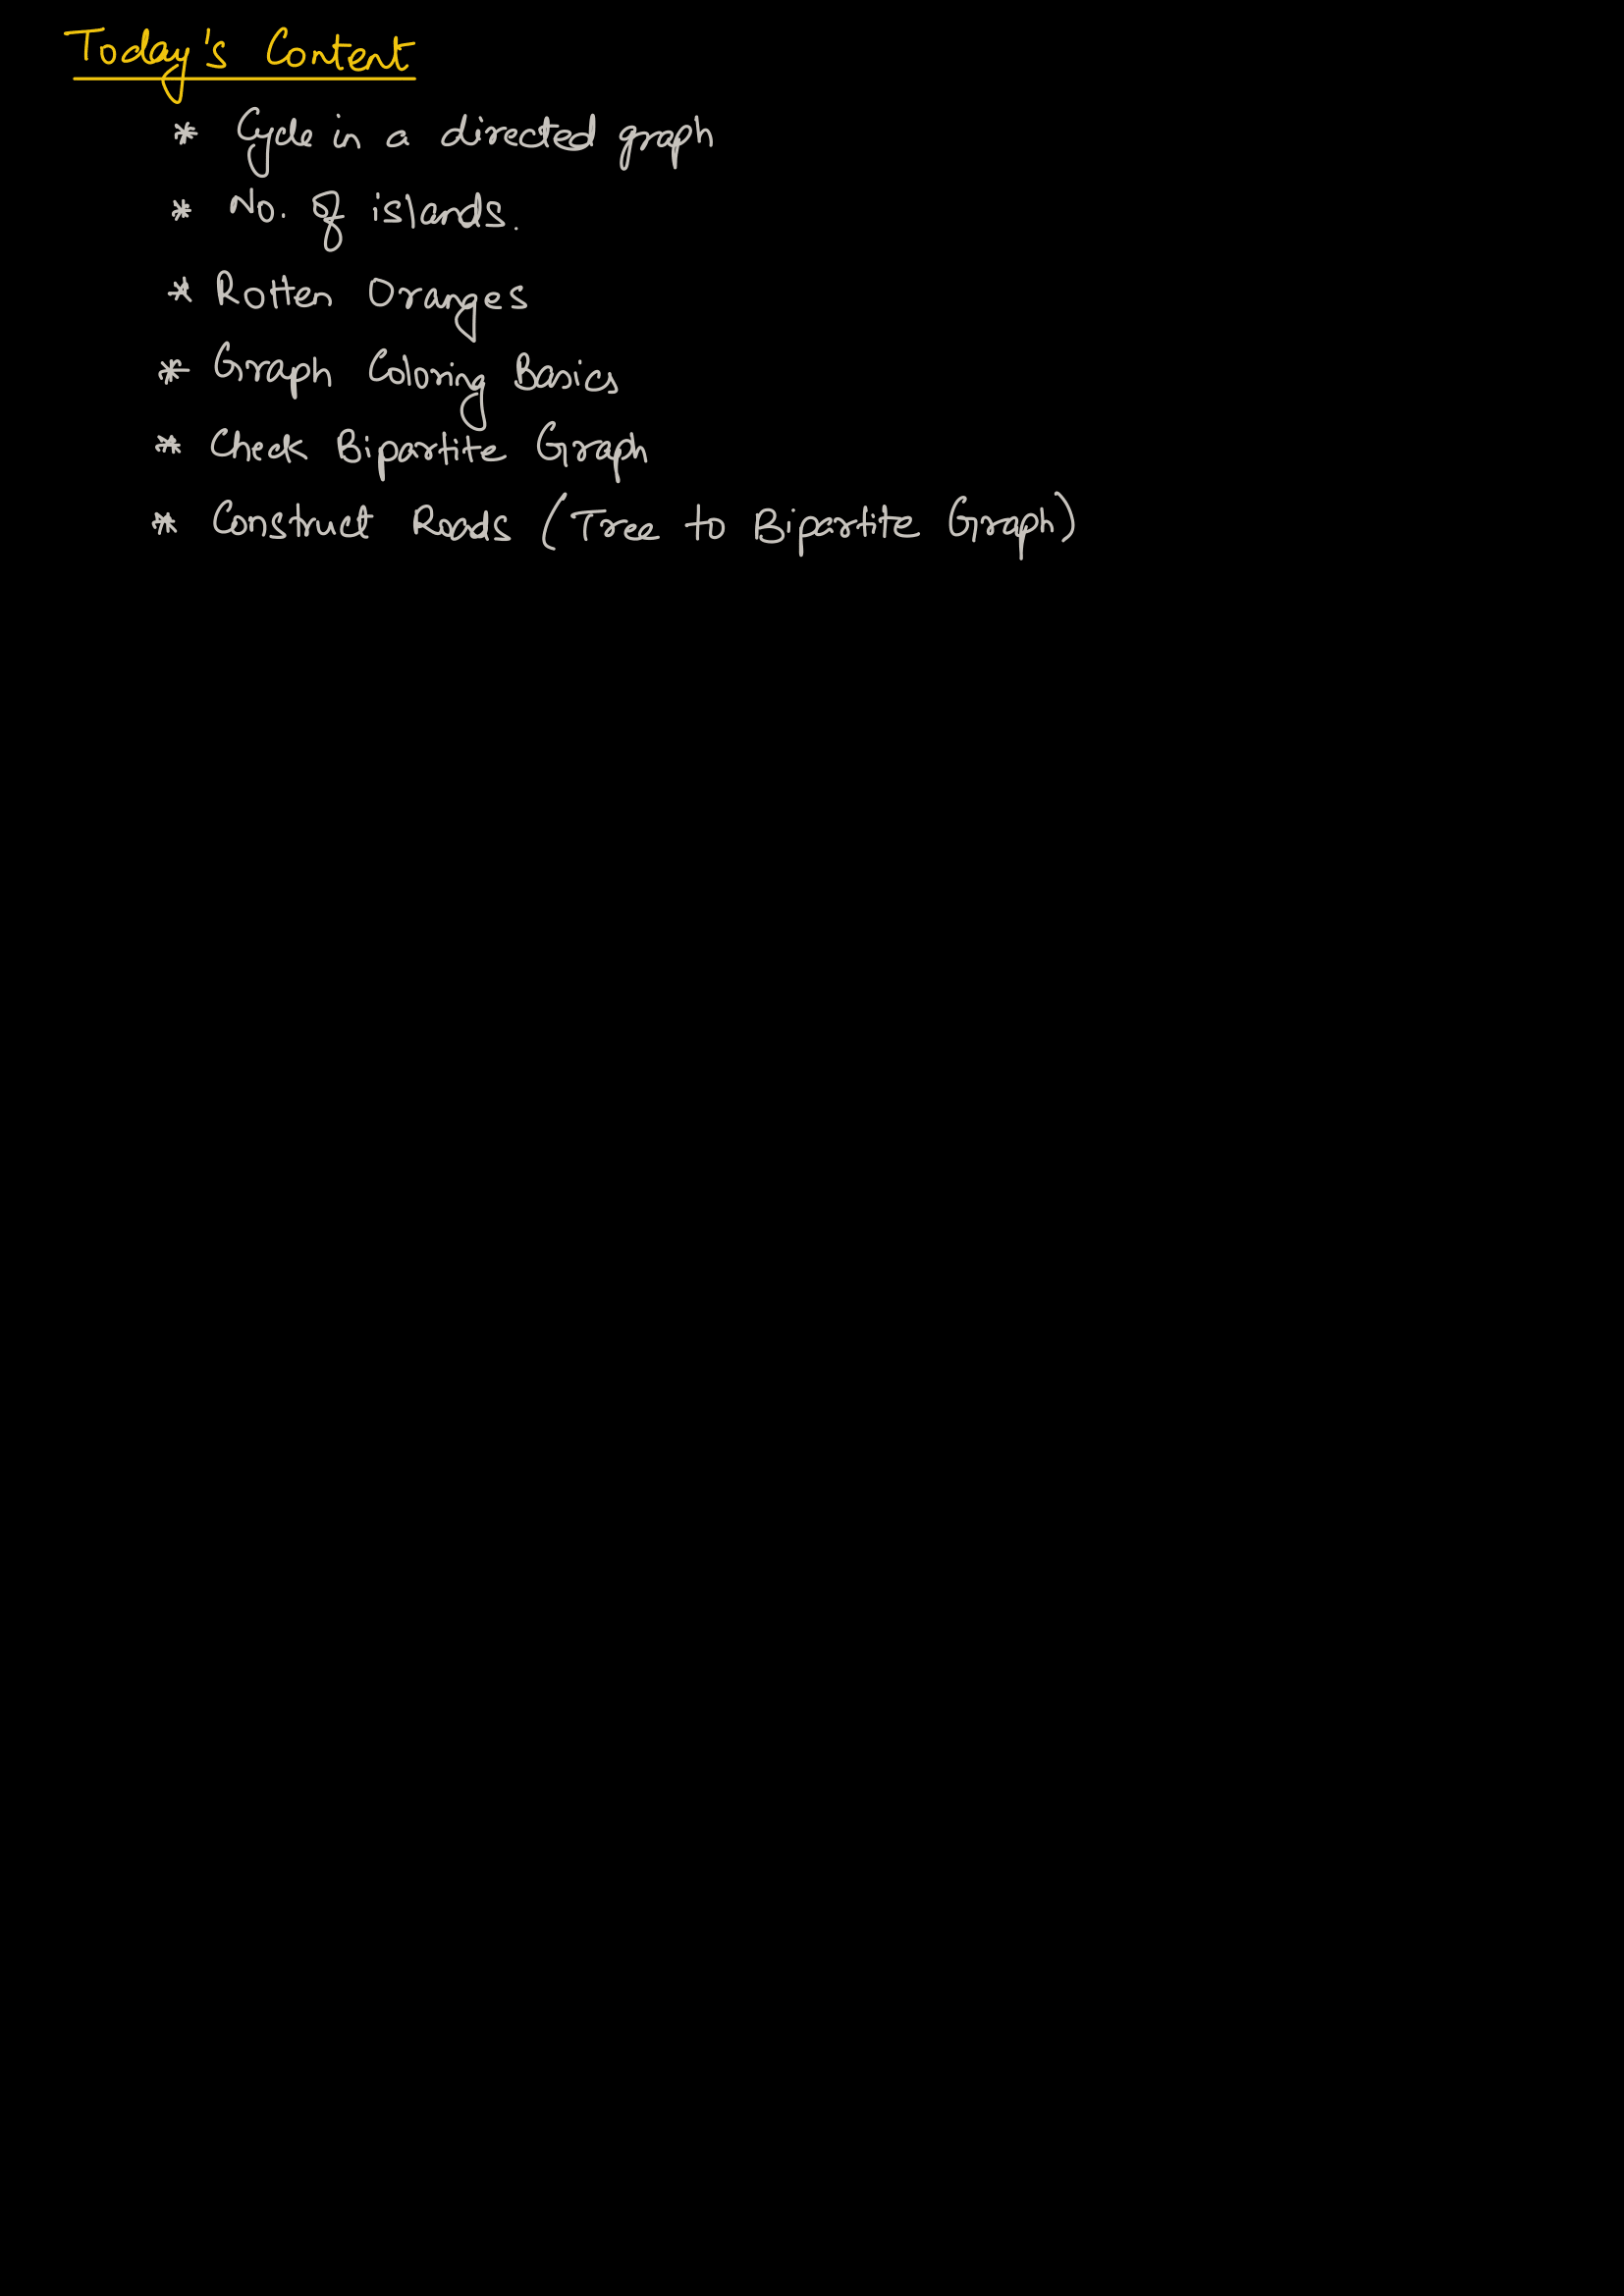 Today's Content
* Cycle in a directed graph
* No. of islands.
* Rotten Oranges
* Graph Coloring Basics
* Check Bipartite Graph
* Construct Roads (Tree to Bipartite Graph)